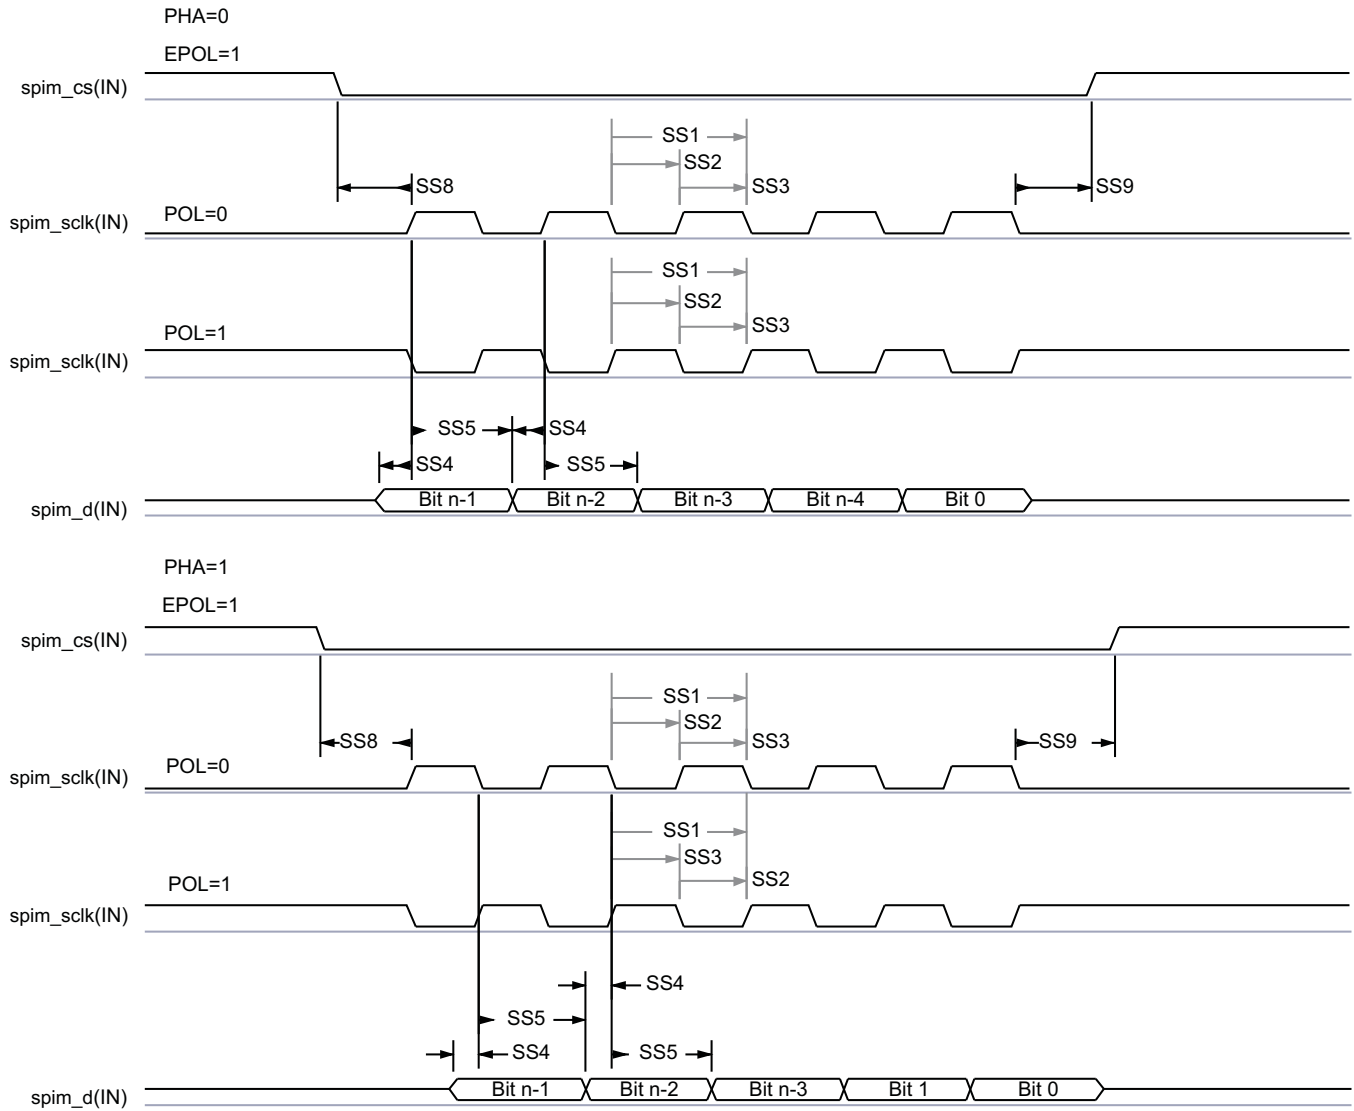 PHA=0
EPOL=1
spim_cs(IN)
SS1
SS2
SS8 SS3 SS9
POL=0
spim_sclk(IN)
SS1
SS2
SS3
POL=1
spim_sclk(IN)
SS5 SS4
SS4 SS5
spim_d(IN) Bit n-1 Bit n-2 Bit n-3 Bit n-4 Bit 0
PHA=1
EPOL=1
spim_cs(IN)
SS1
SS2
SS8 SS3 SS9
POL=0
spim_sclk(IN)
SS1
SS3
SS2
POL=1
spim_sclk(IN)
SS4
SS5
SS4 SS5
spim_d(IN) Bit n-1 Bit n-2 Bit n-3 Bit 1 Bit 0